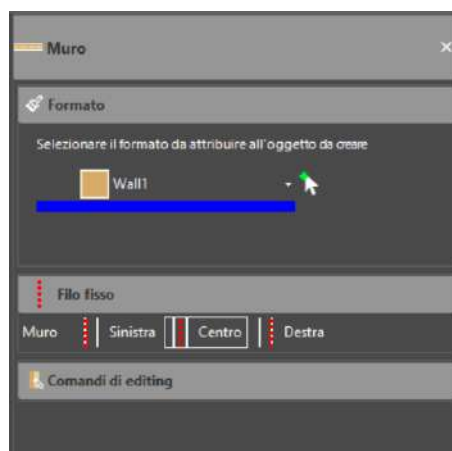 Muro
Formato
Selezionare il formato da attribuire all'oggetto da creare
Wall1
Filo fisso
Muro Sinistra Centro Destra
Comandi di editing